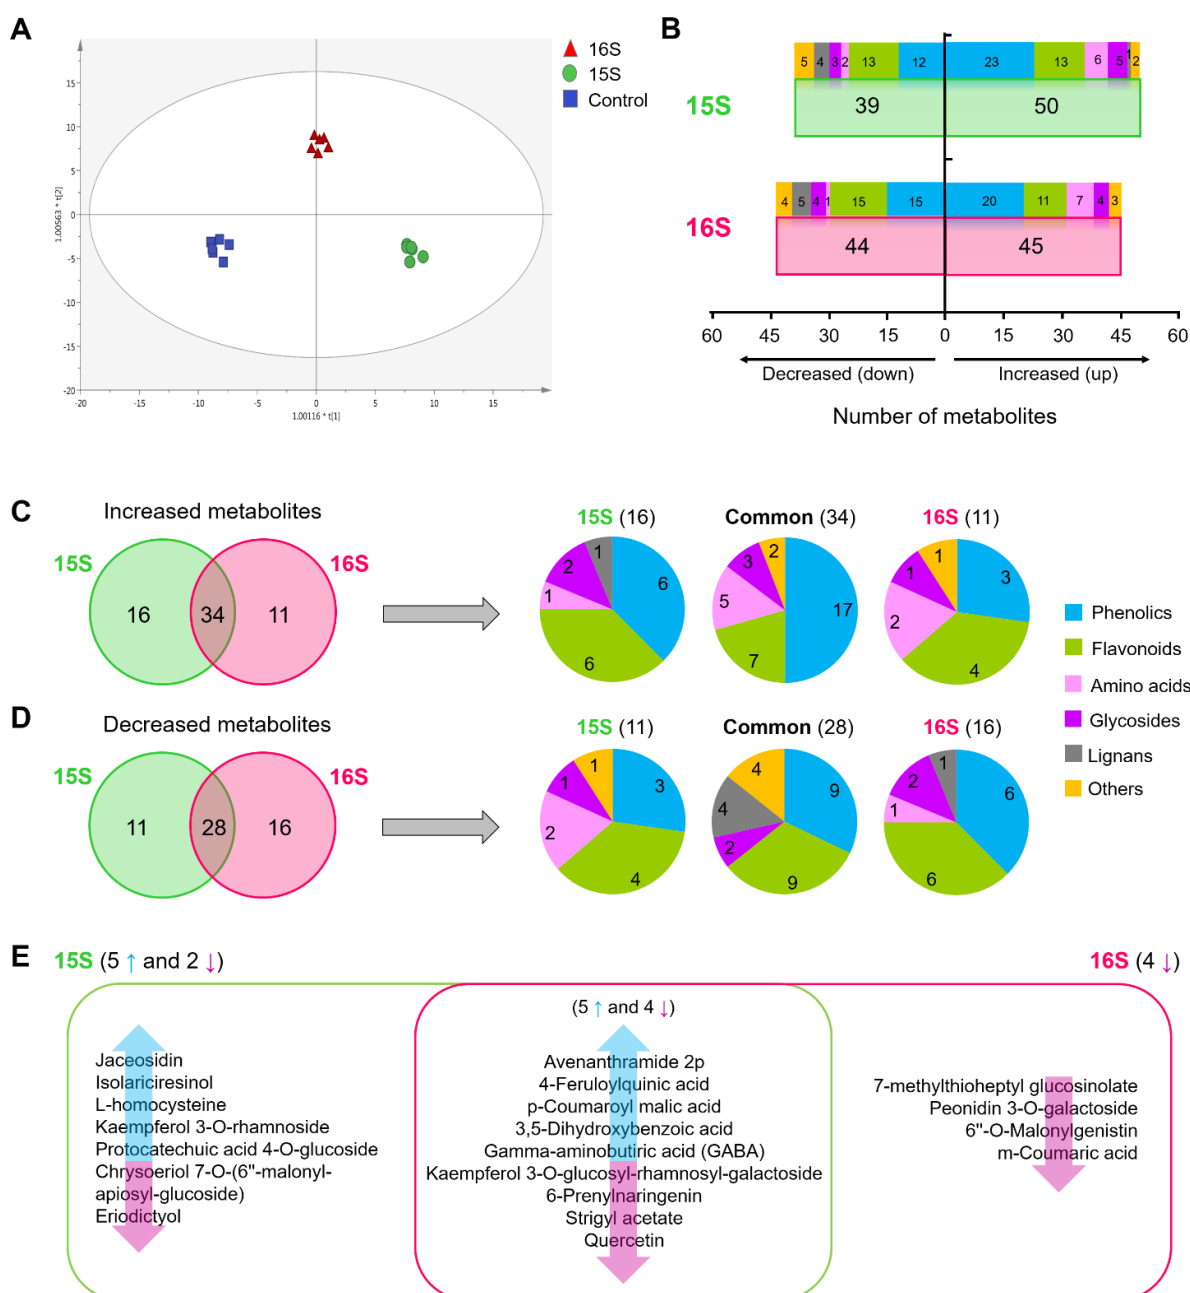 A
16S
15S
Control
15
10
5
0
-5
-10
-15
-20
-20
-15
-10
-5
0
5
10
15
1.00563 * t[2]
1.00116 * t[1]
B
15S
5
4
3
2
13
12
23
13
6
5
1
2
39
50
16S
4
5
4
1
15
15
20
11
7
4
3
44
45
60
45
30
15
0
15
30
45
60
Decreased (down)
Increased (up)
Number of metabolites
C
Increased metabolites
15S
16S
16
34
11
15S (16)
1
2
6
1
6
Common (34)
2
3
5
17
7
16S (11)
1
1
3
2
4
Phenolics
Flavonoids
Amino acids
Glycosides
Lignans
Others
D
Decreased metabolites
15S
16S
11
28
16
15S (11)
1
1
3
2
4
Common (28)
4
9
4
2
9
16S (16)
1
2
6
1
6
E
15S (5 ↑ and 2 ↓)
16S (4 ↓)
(5 ↑ and 4 ↓)
Jaceosidin
Isolariciresinol
L-homocysteine
Kaempferol 3-O-rhamnoside
Protocatechuic acid 4-O-glucoside
Chrysoeriol 7-O-(6"-malonyl-
apiosyl-glucoside)
Eriodictyol
Avenanthramide 2p
4-Feruloylquinic acid
p-Coumaroyl malic acid
3,5-Dihydroxybenzoic acid
Gamma-aminobutiric acid (GABA)
Kaempferol 3-O-glucosyl-rhamnosyl-galactoside
6-Prenylnaringenin
Strigyl acetate
Quercetin
7-methylthioheptyl glucosinolate
Peonidin 3-O-galactoside
6"-O-Malonylgenistin
m-Coumaric acid